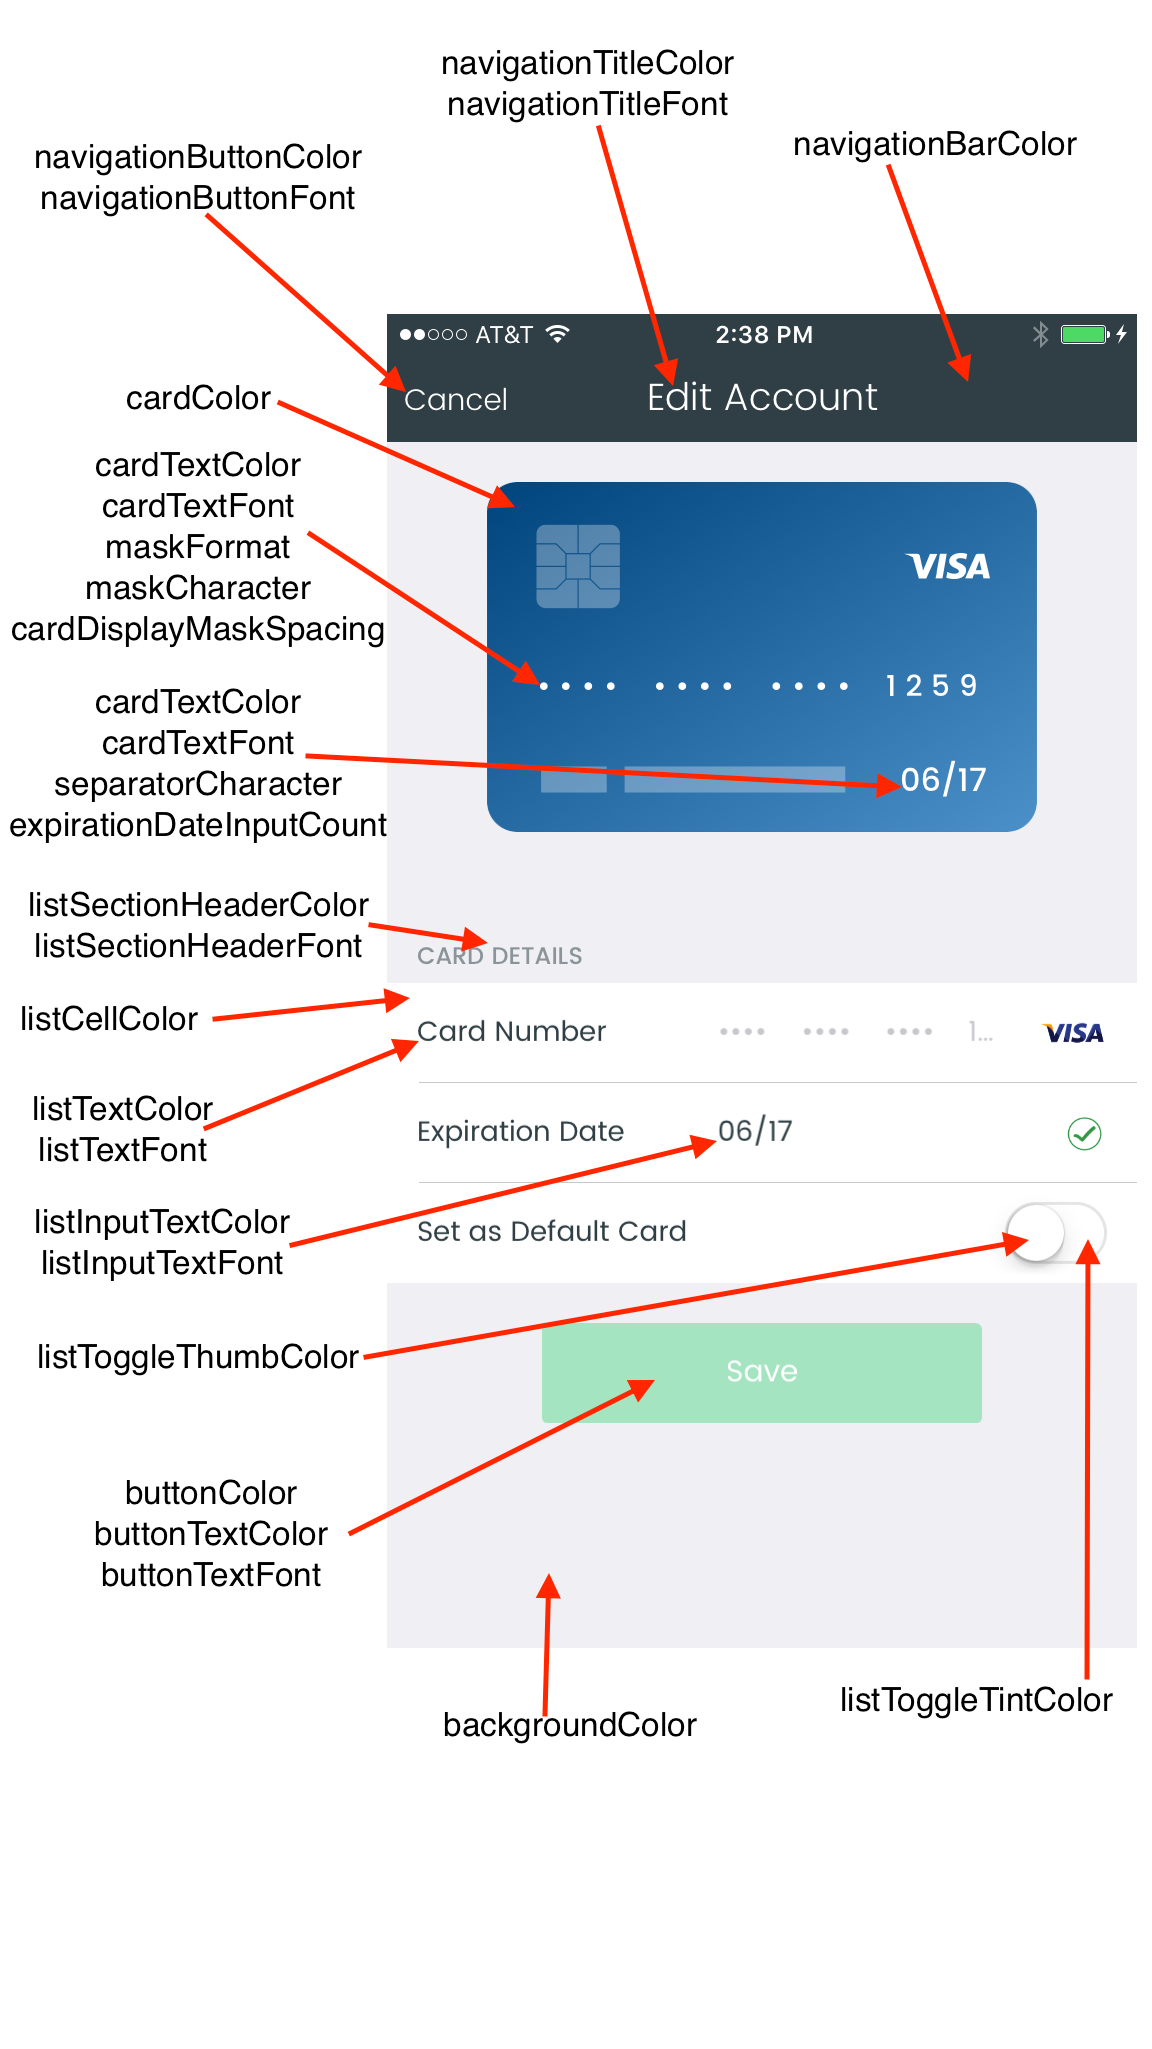 navigationTitleColor
navigationTitleFont
navigationBarColor
navigationButtonColor
navigationButtonFont
AT&T 2:38 PM
Cancel Edit Account
cardColor
cardTextColor
cardTextFont
maskFormat
maskCharacter
cardDisplayMaskSpacing
VISA
•••• •••• •••• 1259
cardTextColor
cardTextFont
separatorCharacter
expirationDateInputCount
06/17
listSectionHeaderColor
listSectionHeaderFont
CARD DETAILS
listCellColor
Card Number •••• •••• •••• 1... VISA
listTextColor
listTextFont
Expiration Date 06/17
listInputTextColor
listInputTextFont
Set as Default Card
listToggleThumbColor
Save
buttonColor
buttonTextColor
buttonTextFont
listToggleTintColor
backgroundColor